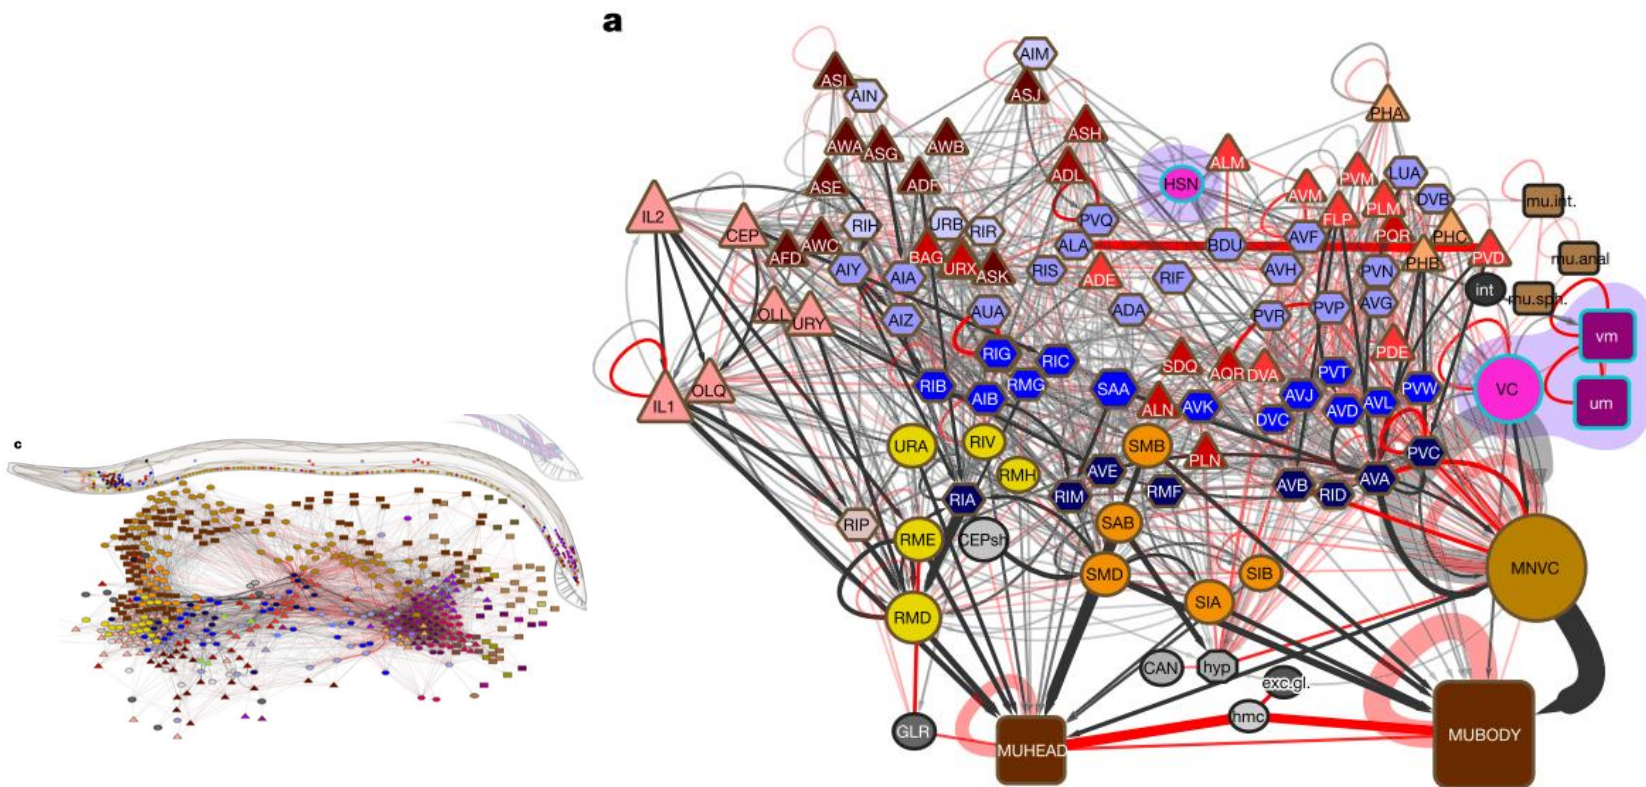 a
AIM
ASI
AIN
ASJ
PHA
AWA
ASG
AWB
ASH
ALM
LUA
ASE
ADF
ADL
HSN
AVM
PVM
DVB
mu.int.
IL2
CEP
RIH
URB
RIR
PVQ
FLP
PLM
AFD
AWC
BAG
URX
ASK
ALA
BDU
AVF
PQR
PHC
PHB
PVD
mu.anal
AIY
AIA
RIS
ADE
RIF
AVH
PVN
int
mu.sph.
OLL
URY
AIZ
AUA
ADA
PVR
PVP
AVG
vm
RIG
RIC
SDQ
AQR
DVA
PVT
PDE
IL1
OLQ
RIB
AIB
RMG
SAA
ALN
AVK
DVC
AVJ
AVD
AVL
PVW
VC
um
c
URA
RIV
RMH
SMB
PLN
PVC
AVE
RIA
RIM
RMF
AVB
RID
AVA
RIP
RME
CEPsh
SAB
SMD
SIB
SIA
MNVC
RMD
CAN
hyp
exc.gl.
hmc
GLR
MUHEAD
MUBODY